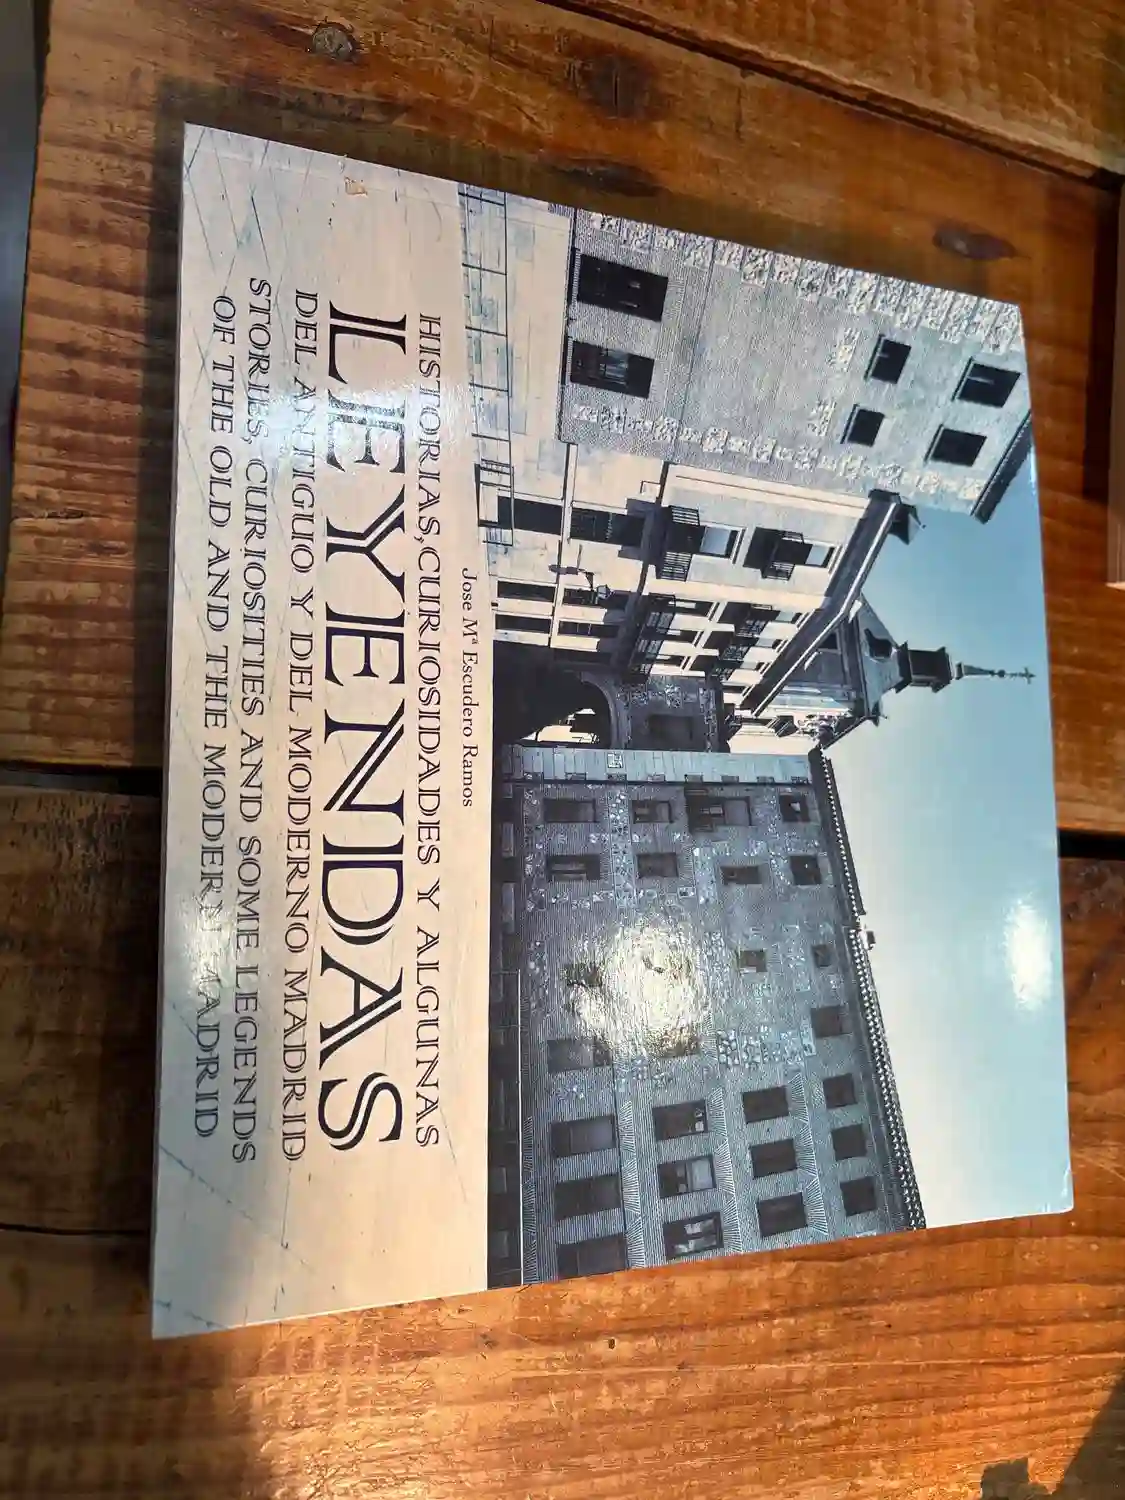 Jose Mª Escudero Ramos
HISTORIAS, CURIOSIDADES Y ALGUNAS
LEYENDAS
DEL ANTIGUO Y DEL MODERNO MADRID
STORIES, CURIOSITIES AND SOME LEGENDS
OF THE OLD AND THE MODERN MADRID